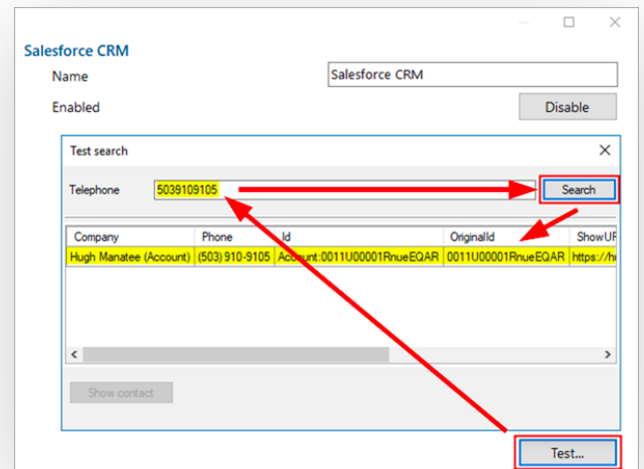 Salesforce CRM
Name Salesforce CRM
Enabled Disable
Test search
Telephone 5039109105 Search
Company Phone Id OriginalId ShowUR
Hugh Manatee (Account) (503) 910-9105 Account:0011U00001RnueEQAR 0011U00001RnueEQAR https://h
Show contact
Test...